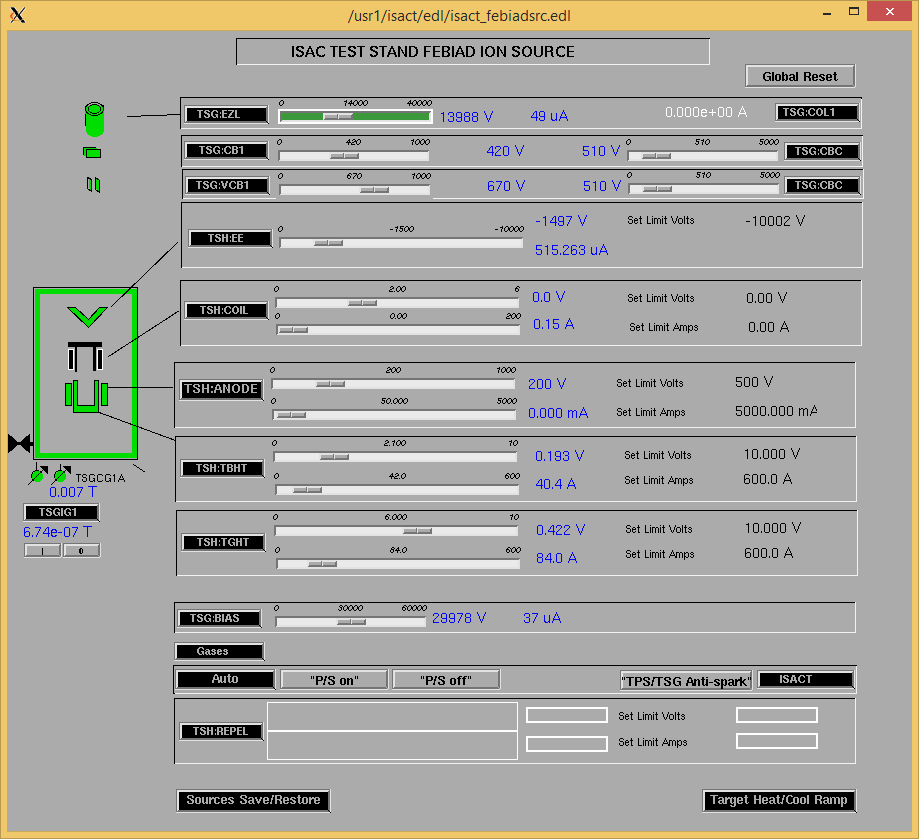 /usr1/isact/edl/isact_febiadsrc.edl
ISAC TEST STAND FEBIAD ION SOURCE
Global Reset
TSG:EZL 0 14000 40000 13988 V 49 uA 0.000e+00 A TSG:COL1
TSG:CB1 0 420 1000 420 V 510 V 0 510 5000 TSG:CBC
TSG:VCB1 0 670 1000 670 V 510 V 0 510 5000 TSG:CBC
-1497 V Set Limit Volts -10002 V
TSH:EE 0 -1500 -10000
515.263 uA
0 2.00 6 0.0 V Set Limit Volts 0.00 V
TSH:COIL
0 0.00 200 0.15 A Set Limit Amps 0.00 A
0 200 1000 200 V Set Limit Volts 500 V
TSH:ANODE
0 50.000 5000 0.000 mA Set Limit Amps 5000.000 mA
0 2.100 10 0.193 V Set Limit Volts 10.000 V
TSH:TBHT
0 42.0 600 40.4 A Set Limit Amps 600.0 A
TSGCG1A
0.007 T
TSGIG1
6.74e-07 T
I 0
0 6.000 10 0.422 V Set Limit Volts 10.000 V
TSH:TGHT
0 84.0 600 84.0 A Set Limit Amps 600.0 A
TSG:BIAS 0 30000 60000 29978 V 37 uA
Gases
Auto "P/S on" "P/S off" "TPS/TSG Anti-spark" ISACT
Set Limit Volts
TSH:REPEL
Set Limit Amps
Sources Save/Restore Target Heat/Cool Ramp